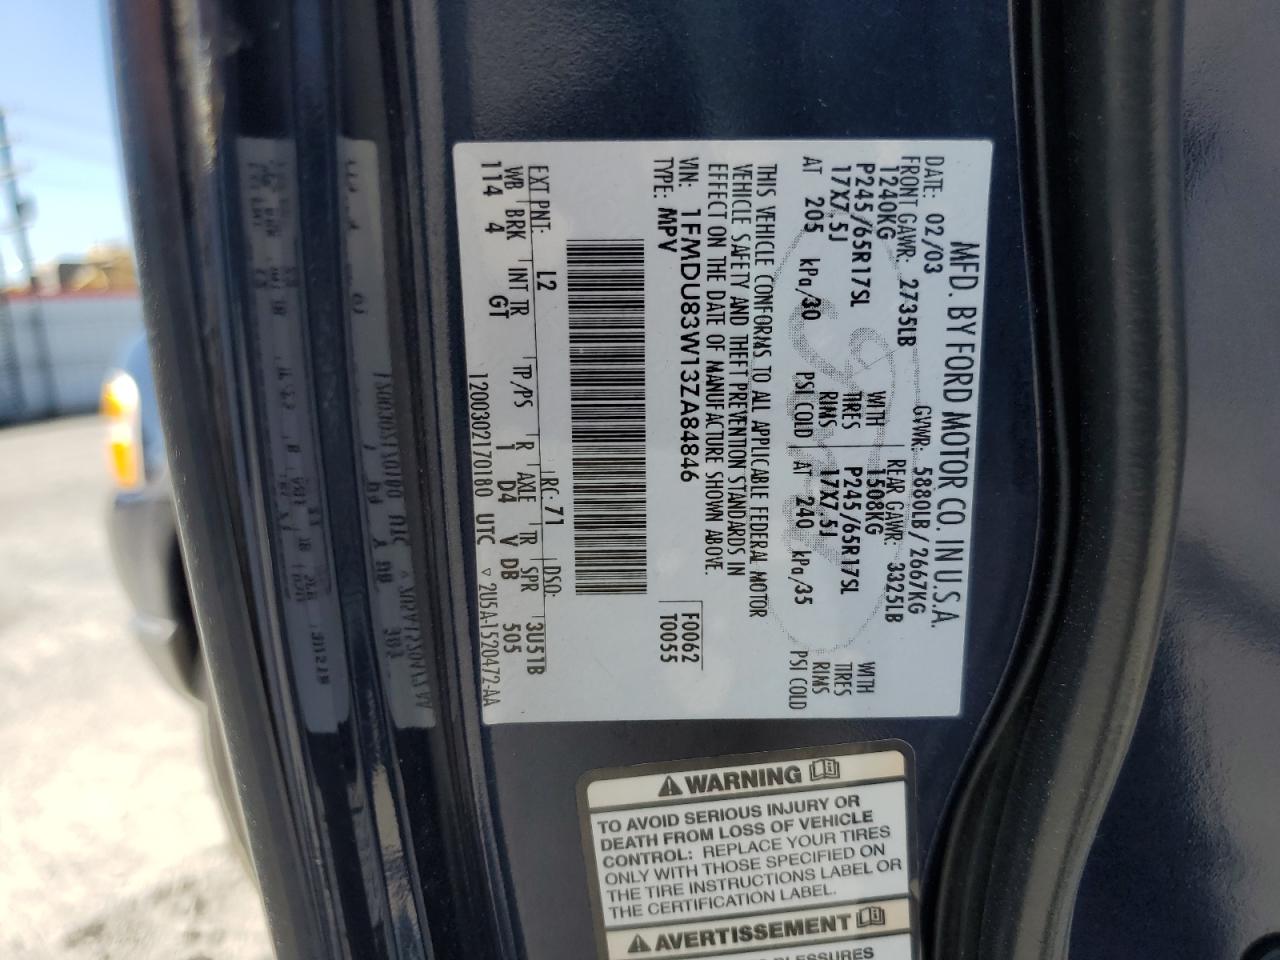 MFD. BY FORD MOTOR CO. IN U.S.A.
DATE: 02/03 GVWR: 5880LB / 2667KG
FRONT GAWR: 2735LB REAR GAWR: 3325LB
1240KG WITH 1508KG WITH
P245/65R17SL TIRES P245/65R17SL TIRES
17X7.5J RIMS 17X7.5J RIMS
AT 205 kPa/30 PSI COLD AT 240 kPa/35 PSI COLD
THIS VEHICLE CONFORMS TO ALL APPLICABLE FEDERAL MOTOR
VEHICLE SAFETY AND THEFT PREVENTION STANDARDS IN
EFFECT ON THE DATE OF MANUFACTURE SHOWN ABOVE.
VIN: 1FMDU83W13ZA84846 F0062
TYPE: MPV T0055
EXT PNT: L2 RC: 71 DSO:
WB BRK INT TR TP/PS R AXLE TR SPR 3U51B
114 4 GT 1 D4 V DB 505
120030217018O UTC ▽ 2U5A-1520472-AA
⚠ WARNING
TO AVOID SERIOUS INJURY OR
DEATH FROM LOSS OF VEHICLE
CONTROL: REPLACE YOUR TIRES
ONLY WITH THOSE SPECIFIED ON
THE TIRE INSTRUCTIONS LABEL OR
THE CERTIFICATION LABEL.
⚠ AVERTISSEMENT
PRESSURES